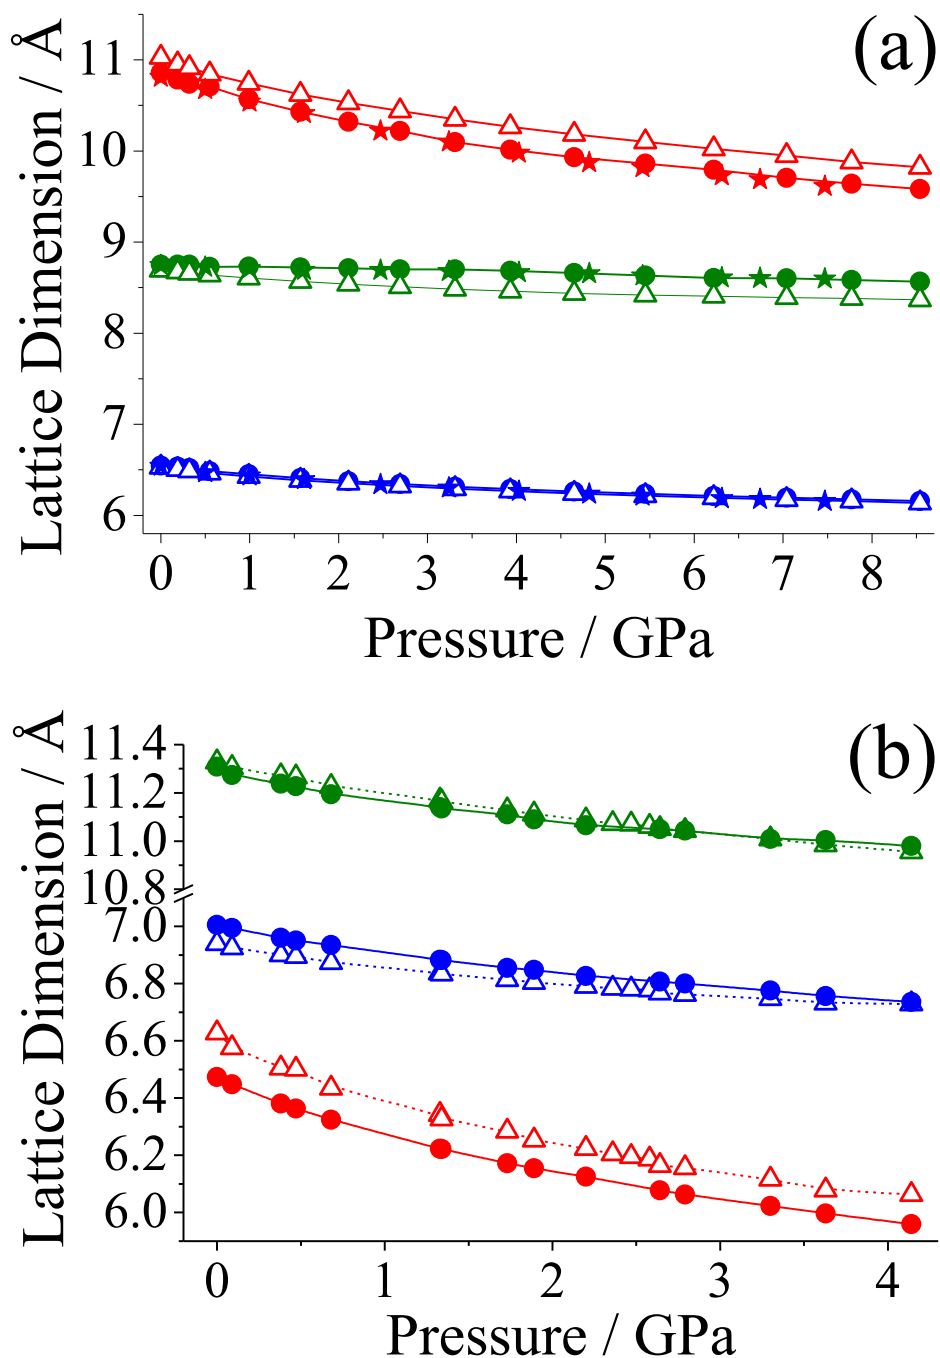 (a)
Lattice Dimension / Å
11
10
9
8
7
6
0 1 2 3 4 5 6 7 8
Pressure / GPa
(b)
Lattice Dimension / Å
11.4
11.2
11.0
10.8
7.0
6.8
6.6
6.4
6.2
6.0
0 1 2 3 4
Pressure / GPa